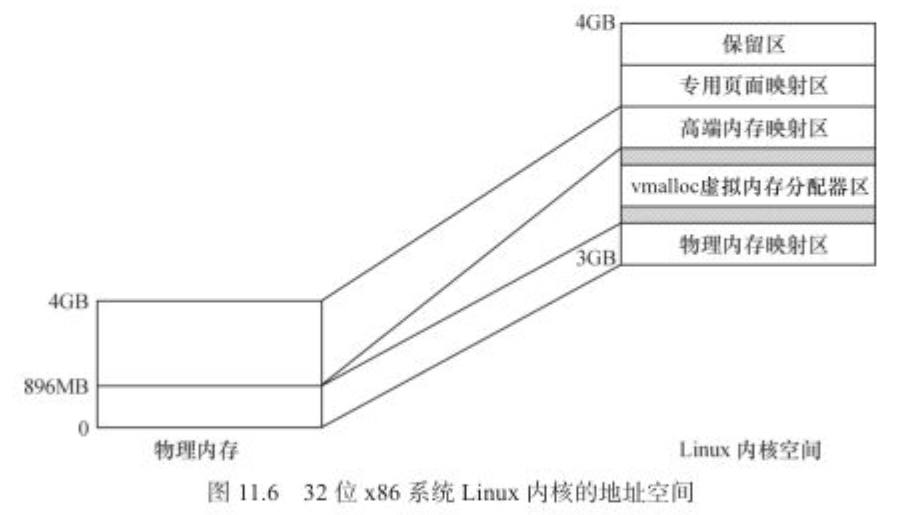 4GB
保留区
专用页面映射区
高端内存映射区
vmalloc虚拟内存分配器区
物理内存映射区
3GB
4GB
896MB
0
物理内存
Linux 内核空间
图 11.6 32 位 x86 系统 Linux 内核的地址空间